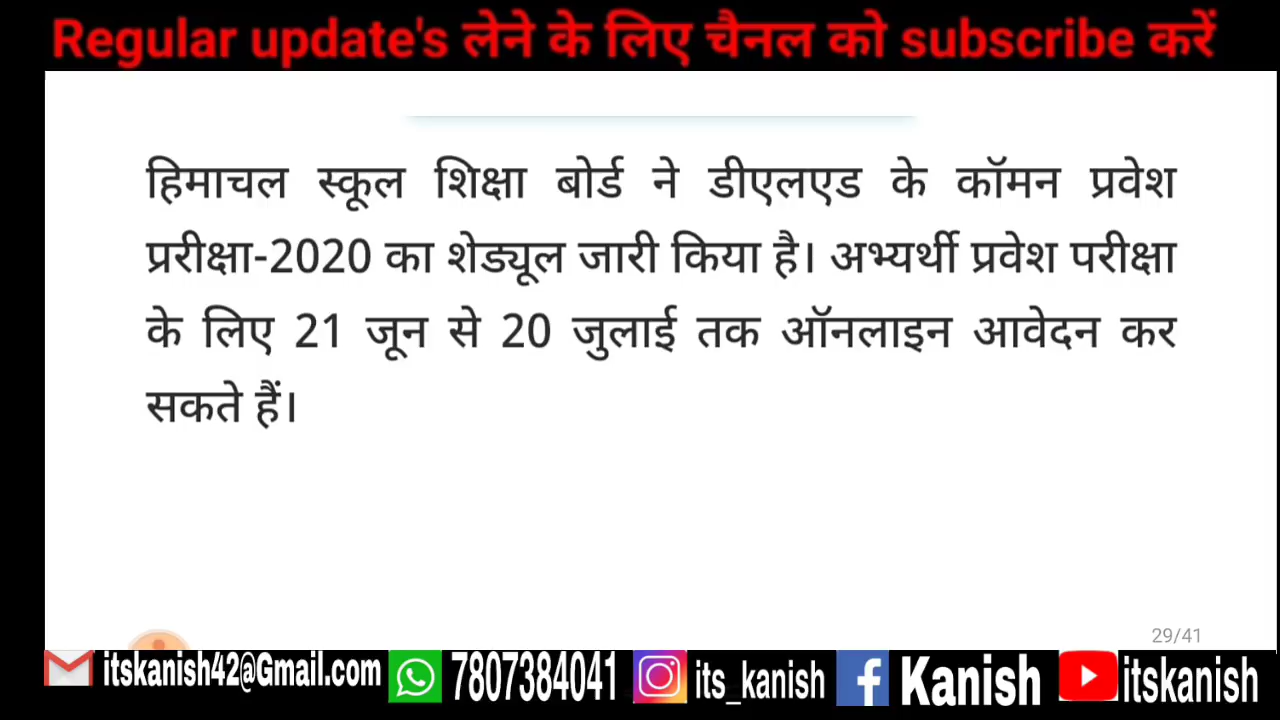 Regular update's लेने के लिए चैनल को subscribe करें
हिमाचल स्कूल शिक्षा बोर्ड ने डीएलएड के कॉमन प्रवेश
प्ररीक्षा-2020 का शेड्यूल जारी किया है। अभ्यर्थी प्रवेश परीक्षा
के लिए 21 जून से 20 जुलाई तक ऑनलाइन आवेदन कर
सकते हैं।
29/41
itskanish42@Gmail.com 7807384041 its_kanish Kanish itskanish